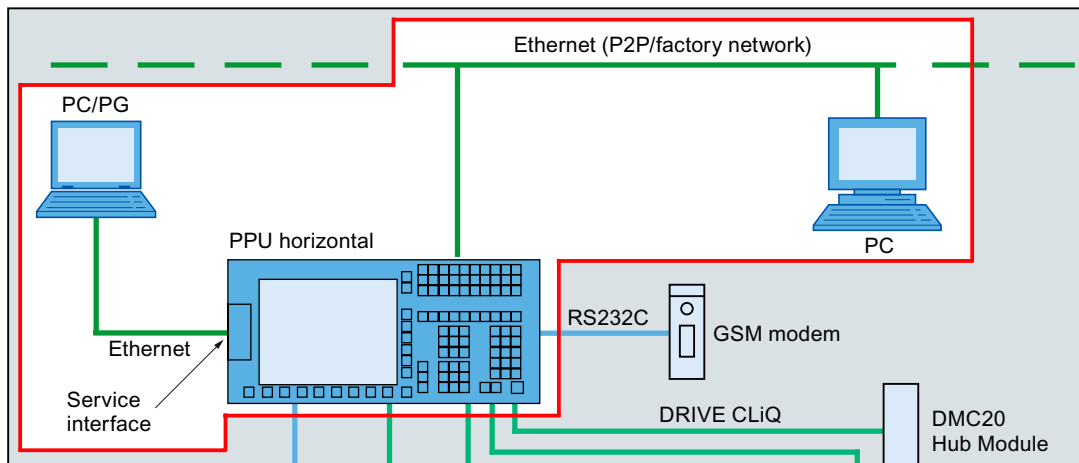 Ethernet (P2P/factory network)
PC/PG
PC
PPU horizontal
RS232C
GSM modem
Ethernet
Service
interface
DRIVE CLiQ
DMC20
Hub Module